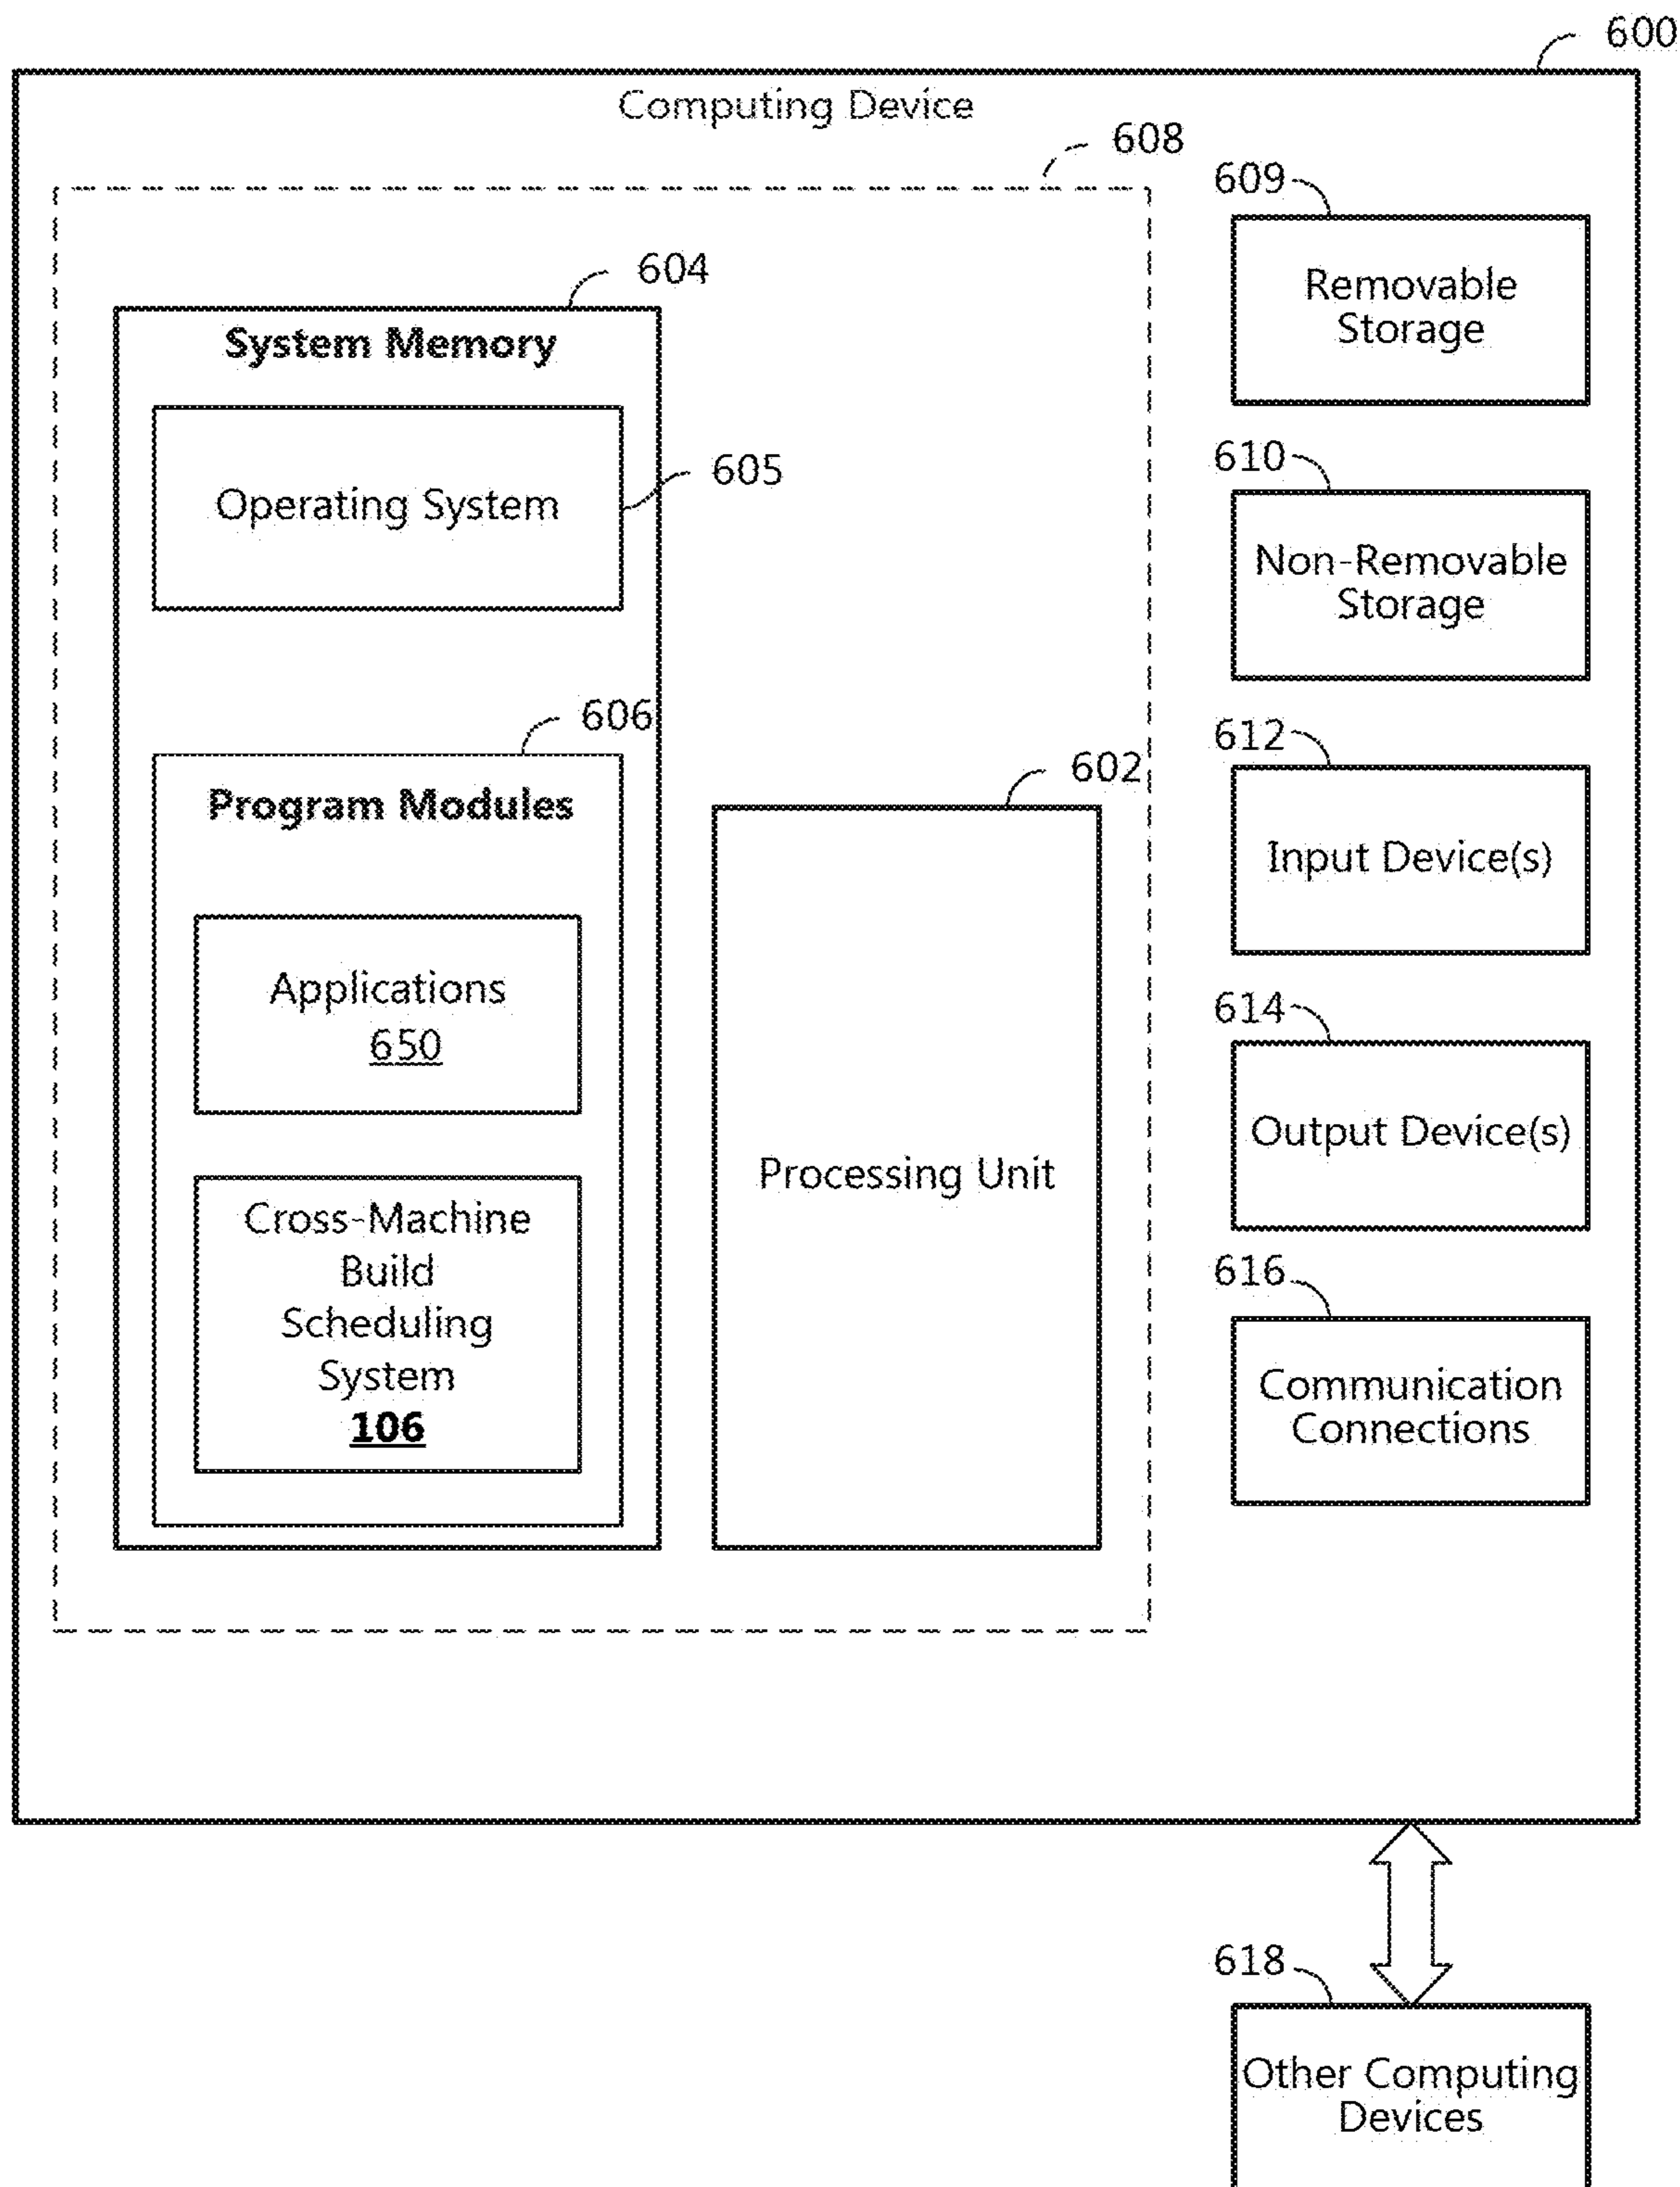 600
Computing Device
608
609
Removable
Storage
604
System Memory
Operating System
605
610
Non-Removable
Storage
606
Program Modules
602
612
Input Device(s)
Applications
650
614
Output Device(s)
Processing Unit
Cross-Machine
Build
Scheduling
System
106
616
Communication
Connections
618
Other Computing
Devices